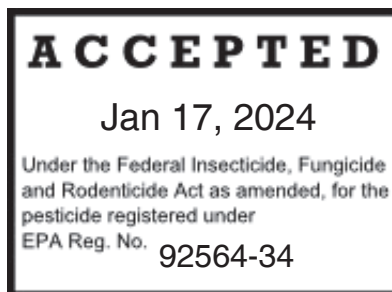 ACCEPTED
Jan 17, 2024
Under the Federal Insecticide, Fungicide
and Rodenticide Act as amended, for the
pesticide registered under
EPA Reg. No. 92564-34